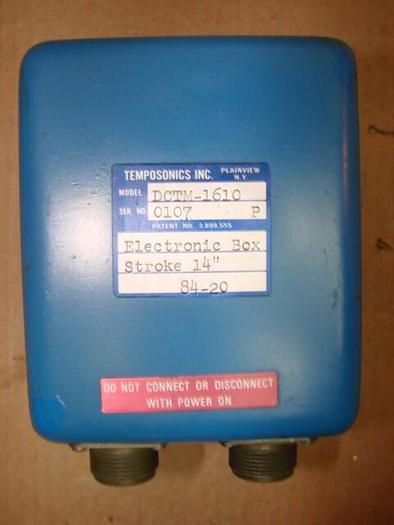 TEMPOSONICS INC. PLAINVIEW N.Y.
MODEL DCTM-1610
SER. NO 0107 P
PATENT NO. 3,898,555
Electronic Box
Stroke 14"
84-20
DO NOT CONNECT OR DISCONNECT
WITH POWER ON